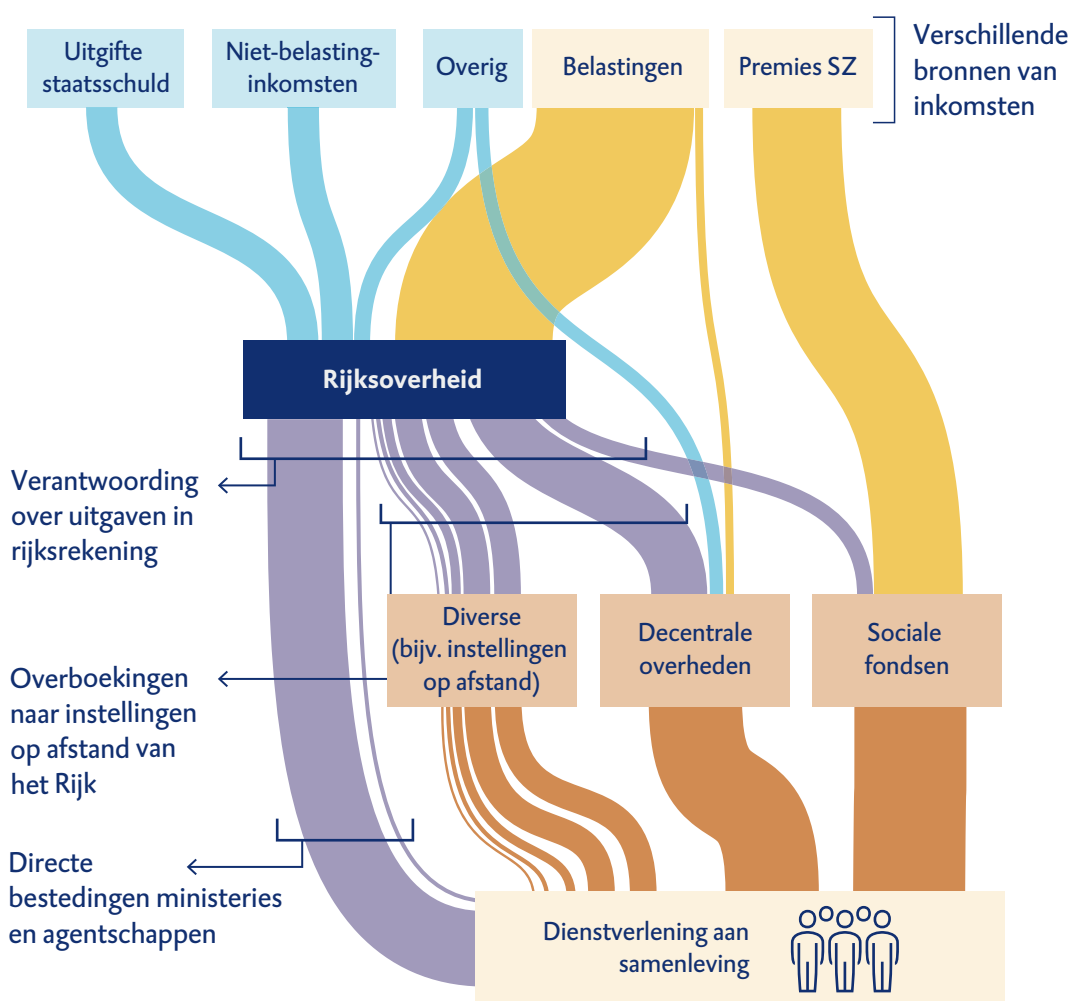 Uitgifte
staatsschuld
Niet-belasting-
inkomsten
Overig
Belastingen
Premies SZ
Verschillende
bronnen van
inkomsten
Rijksoverheid
Verantwoording
over uitgaven in
rijksrekening
Diverse
(bijv. instellingen
op afstand)
Decentrale
overheden
Sociale
fondsen
Overboekingen
naar instellingen
op afstand van
het Rijk
Directe
bestedingen ministeries
en agentschappen
Dienstverlening aan
samenleving